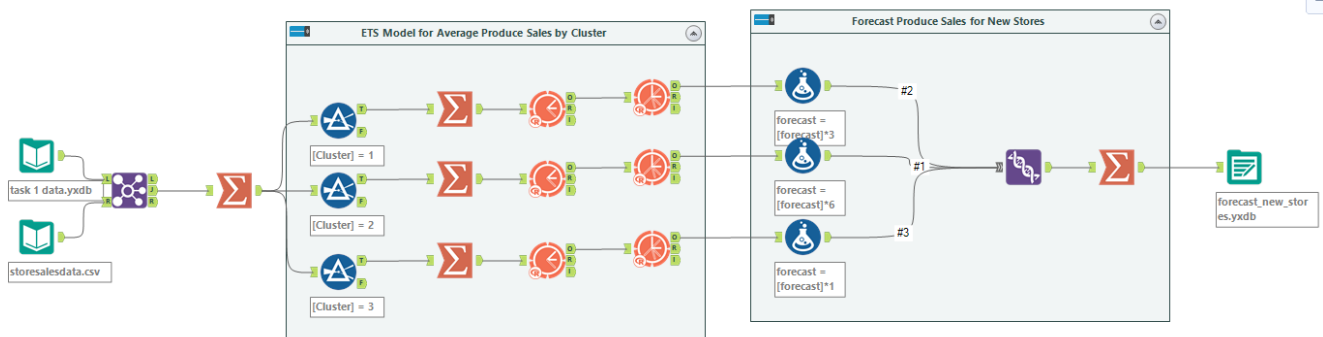 ETS Model for Average Produce Sales by Cluster
Forecast Produce Sales for New Stores
task 1 data.yxdb
storesalesdata.csv
L
R
L
J
R
T
F
[Cluster] = 1
T
F
[Cluster] = 2
T
F
[Cluster] = 3
O
R
I
O
R
I
O
R
I
O
R
I
O
R
I
O
R
I
forecast =
[forecast]*3
forecast =
[forecast]*6
forecast =
[forecast]*1
#2
#1
#3
forecast_new_stor
es.yxdb